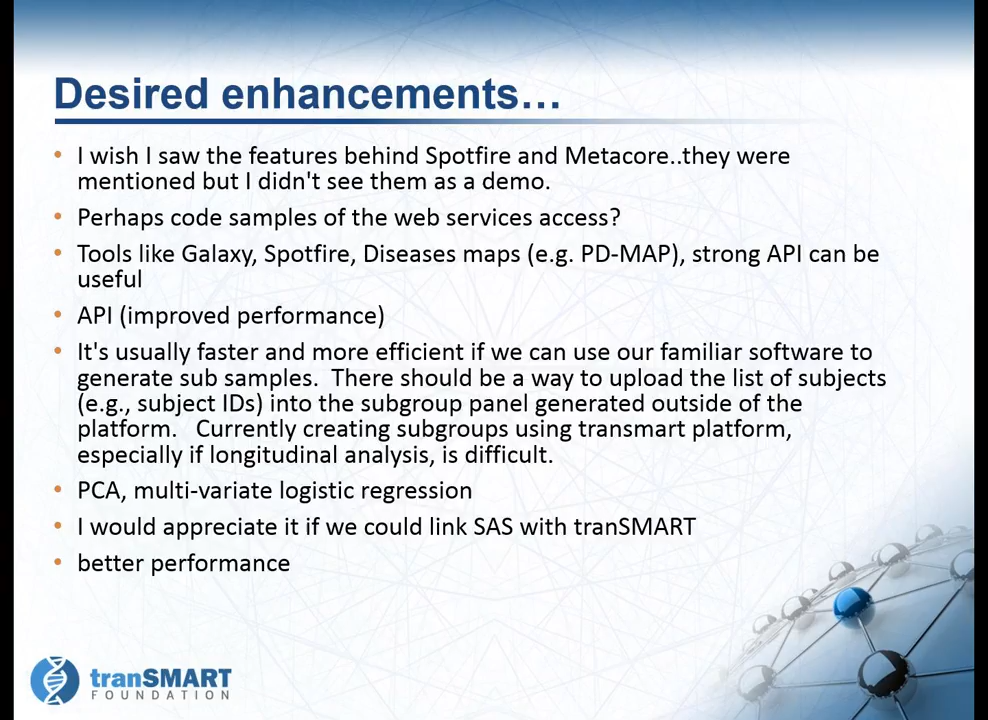 Desired enhancements…
• I wish I saw the features behind Spotfire and Metacore..they were
mentioned but I didn't see them as a demo.
• Perhaps code samples of the web services access?
• Tools like Galaxy, Spotfire, Diseases maps (e.g. PD-MAP), strong API can be
useful
• API (improved performance)
• It's usually faster and more efficient if we can use our familiar software to
generate sub samples.  There should be a way to upload the list of subjects
(e.g., subject IDs) into the subgroup panel generated outside of the
platform.   Currently creating subgroups using transmart platform,
especially if longitudinal analysis, is difficult.
• PCA, multi-variate logistic regression
• I would appreciate it if we could link SAS with tranSMART
• better performance
tranSMART
FOUNDATION